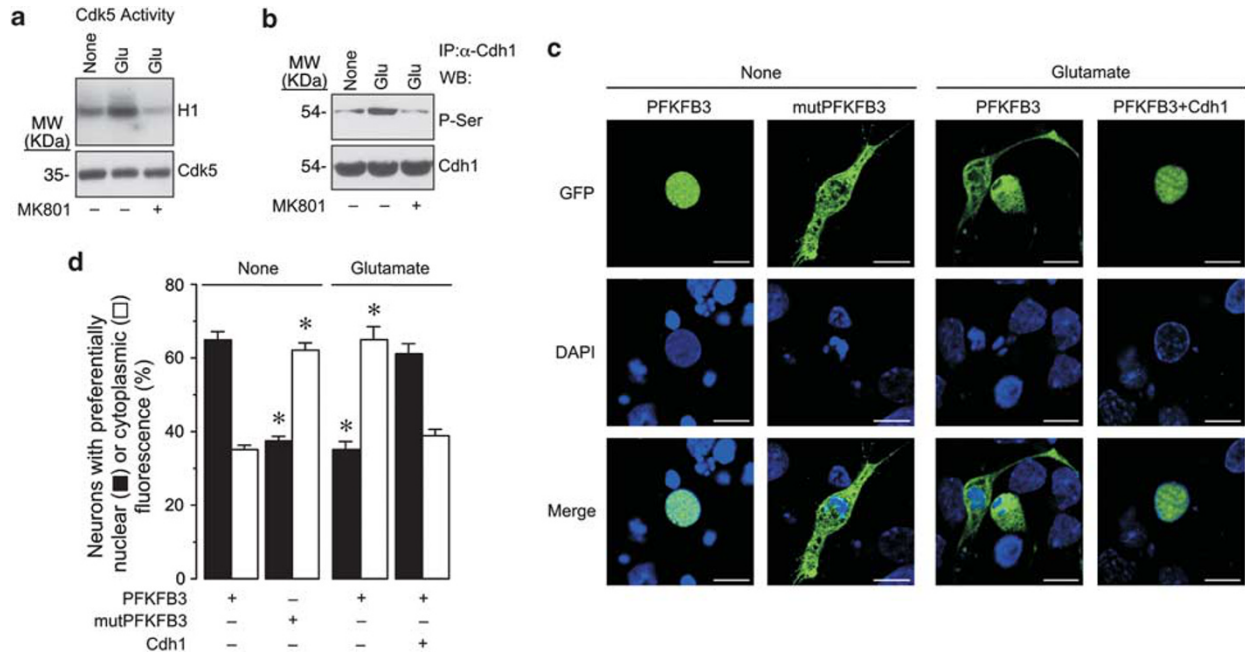 a
Cdk5 Activity
None
Glu
Glu
MW
(KDa)
H1
35-
Cdk5
MK801
–
–
+
b
IP:α-Cdh1
MW
(KDa)
None
Glu
Glu
WB:
54-
P-Ser
54-
Cdh1
MK801
–
–
+
c
None
Glutamate
PFKFB3
mutPFKFB3
PFKFB3
PFKFB3+Cdh1
GFP
DAPI
Merge
d
None
Glutamate
Neurons with preferentially
nuclear (■) or cytoplasmic (□)
fluorescence (%)
80
60
40
20
0
*
*
*
*
PFKFB3 + – + +
mutPFKFB3 – + – –
Cdh1 – – – +